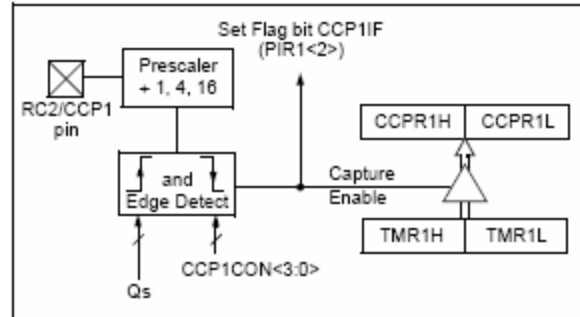 Set Flag bit CCP1IF
(PIR1<2>)
Prescaler
+ 1, 4, 16
RC2/CCP1
pin
CCPR1H CCPR1L
and
Edge Detect
Capture
Enable
TMR1H TMR1L
CCP1CON<3:0>
Qs